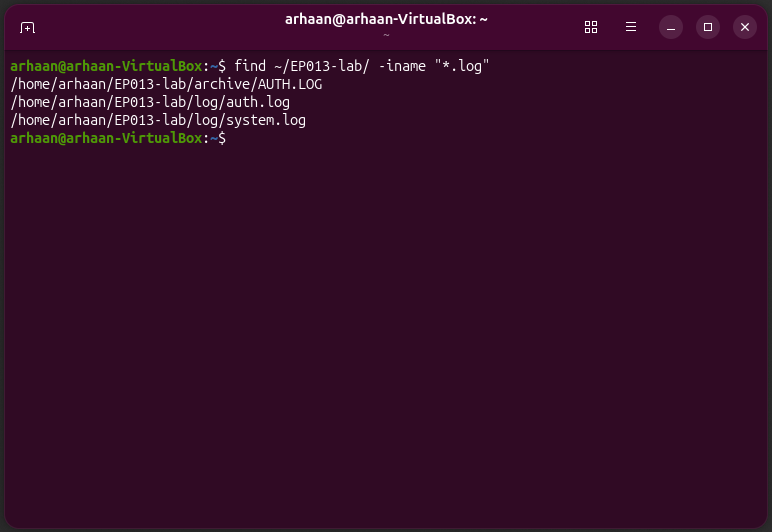 arhaan@arhaan-VirtualBox: ~
~
arhaan@arhaan-VirtualBox:~$ find ~/EP013-lab/ -iname "*.log"
/home/arhaan/EP013-lab/archive/AUTH.LOG
/home/arhaan/EP013-lab/log/auth.log
/home/arhaan/EP013-lab/log/system.log
arhaan@arhaan-VirtualBox:~$